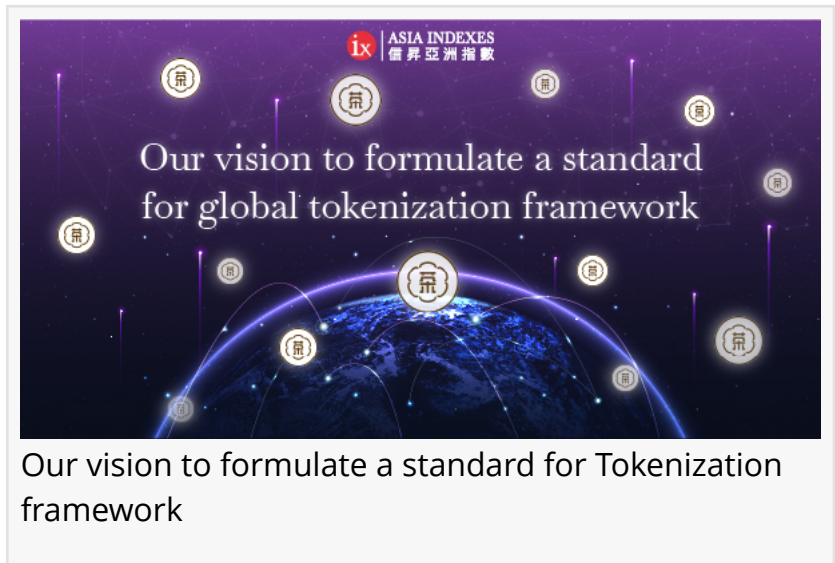 ix
ASIA INDEXES
信昇亞洲指數
Our vision to formulate a standard
for global tokenization framework
Our vision to formulate a standard for Tokenization
framework